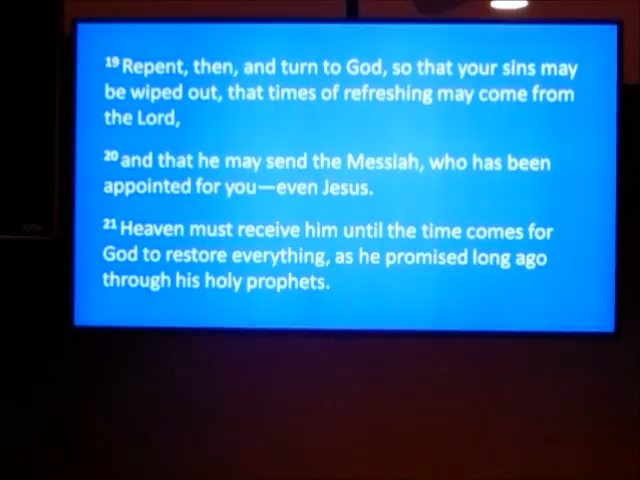 19 Repent, then, and turn to God, so that your sins may
be wiped out, that times of refreshing may come from
the Lord,
20 and that he may send the Messiah, who has been
appointed for you—even Jesus.
21 Heaven must receive him until the time comes for
God to restore everything, as he promised long ago
through his holy prophets.